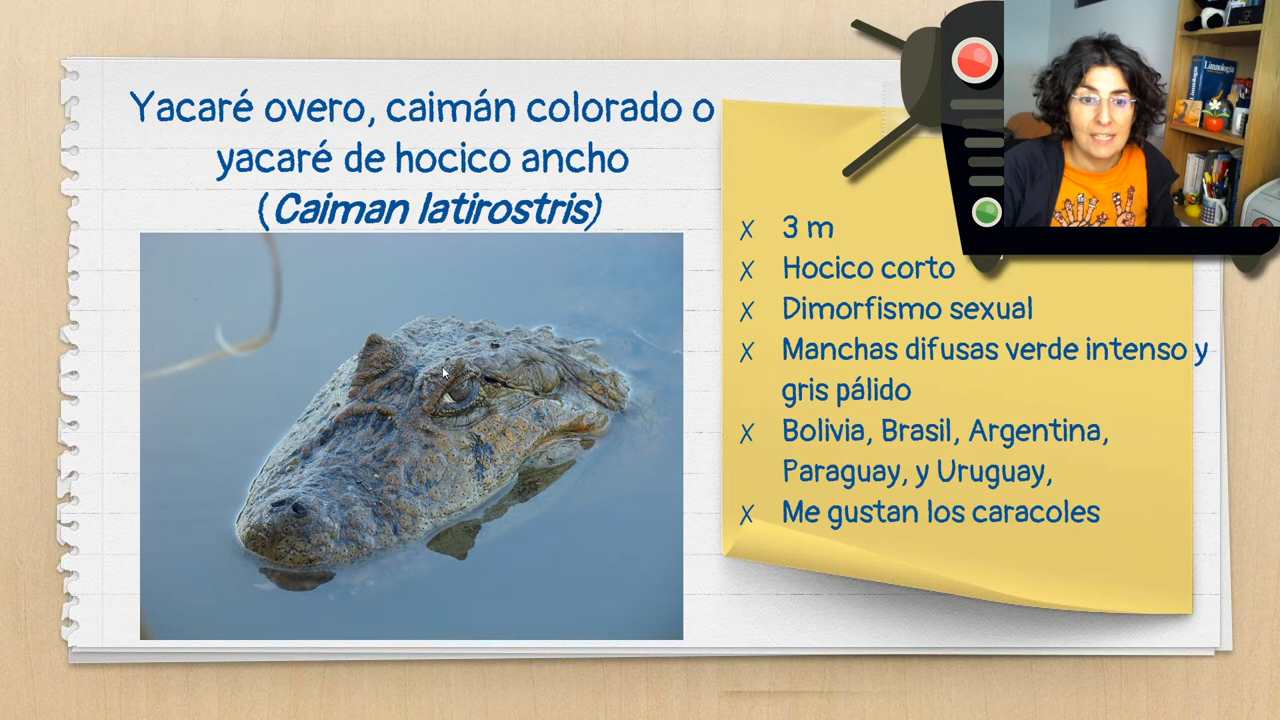 Yacaré overo, caimán colorado o
yacaré de hocico ancho
(Caiman latirostris)
X 3 m
X Hocico corto
X Dimorfismo sexual
X Manchas difusas verde intenso y
gris pálido
X Bolivia, Brasil, Argentina,
Paraguay, y Uruguay,
X Me gustan los caracoles
Limnología